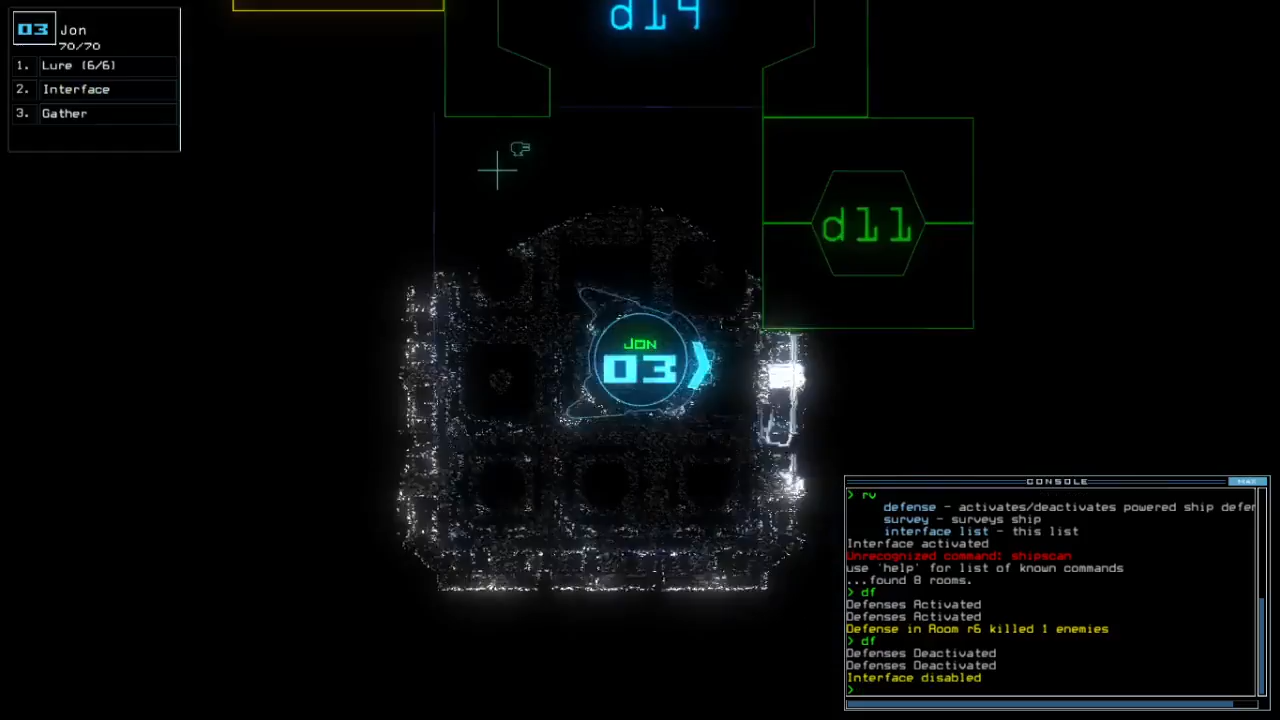 03 Jon
70/70
1. Lure (6/6)
2. Interface
3. Gather
d14
d11
Jon
03
CONSOLE
MAX
> rv
defense - activates/deactivates powered ship defen
survey - surveys ship
interface list - this list
Interface activated
Unrecognized command: shipscan
use 'help' for list of known commands
...found 8 rooms.
> df
Defenses Activated
Defenses Activated
Defense in Room r6 killed 1 enemies
> df
Defenses Deactivated
Defenses Deactivated
Interface disabled
>